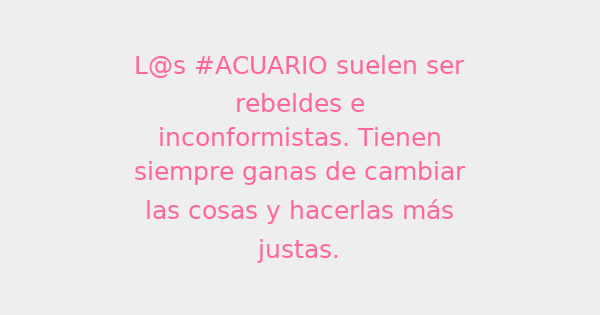 L@s #ACUARIO suelen ser
rebeldes e
inconformistas. Tienen
siempre ganas de cambiar
las cosas y hacerlas más
justas.